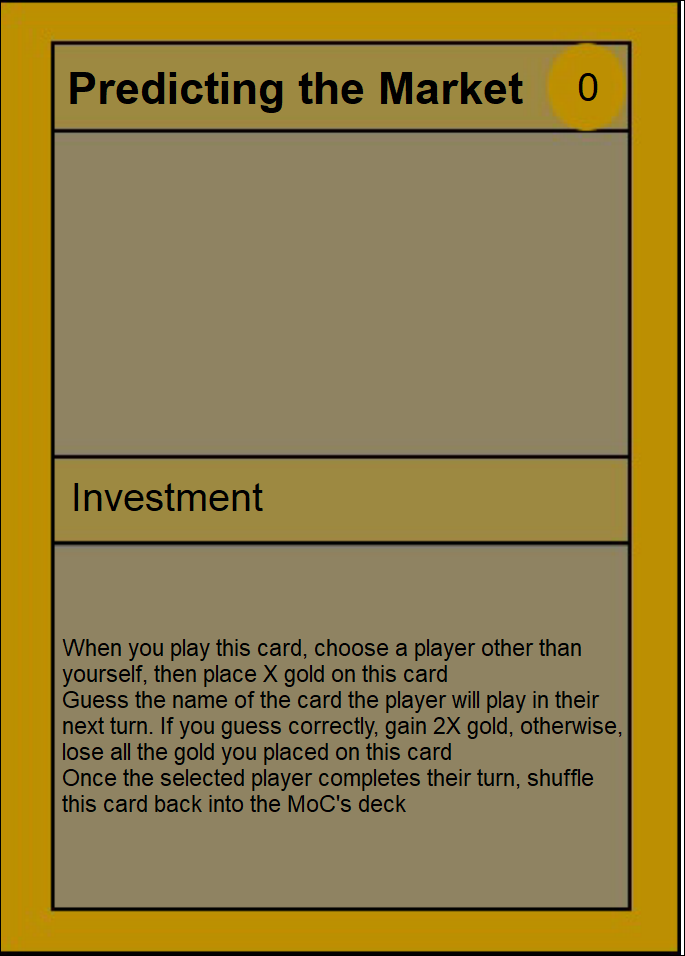 Predicting the Market
0
Investment
When you play this card, choose a player other than
yourself, then place X gold on this card
Guess the name of the card the player will play in their
next turn. If you guess correctly, gain 2X gold, otherwise,
lose all the gold you placed on this card
Once the selected player completes their turn, shuffle
this card back into the MoC's deck